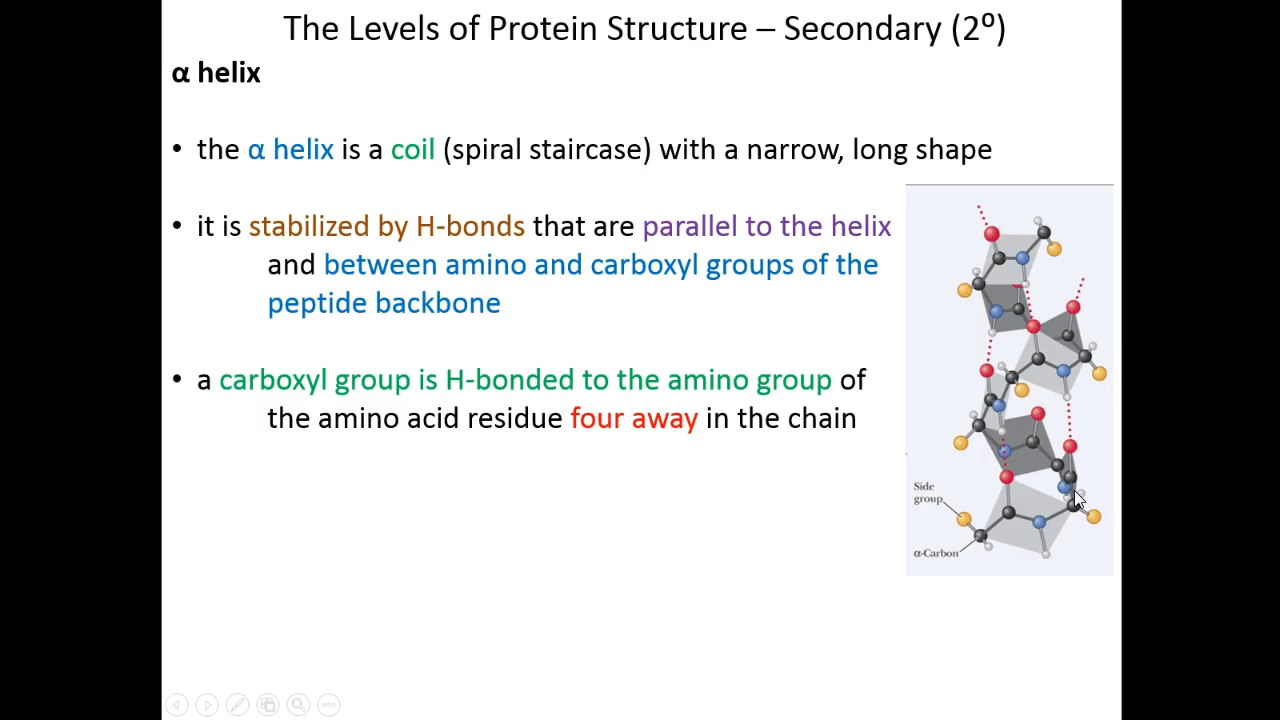 The Levels of Protein Structure – Secondary (2⁰)
α helix
• the α helix is a coil (spiral staircase) with a narrow, long shape
• it is stabilized by H-bonds that are parallel to the helix
and between amino and carboxyl groups of the
peptide backbone
• a carboxyl group is H-bonded to the amino group of
the amino acid residue four away in the chain
Side
group
α-Carbon